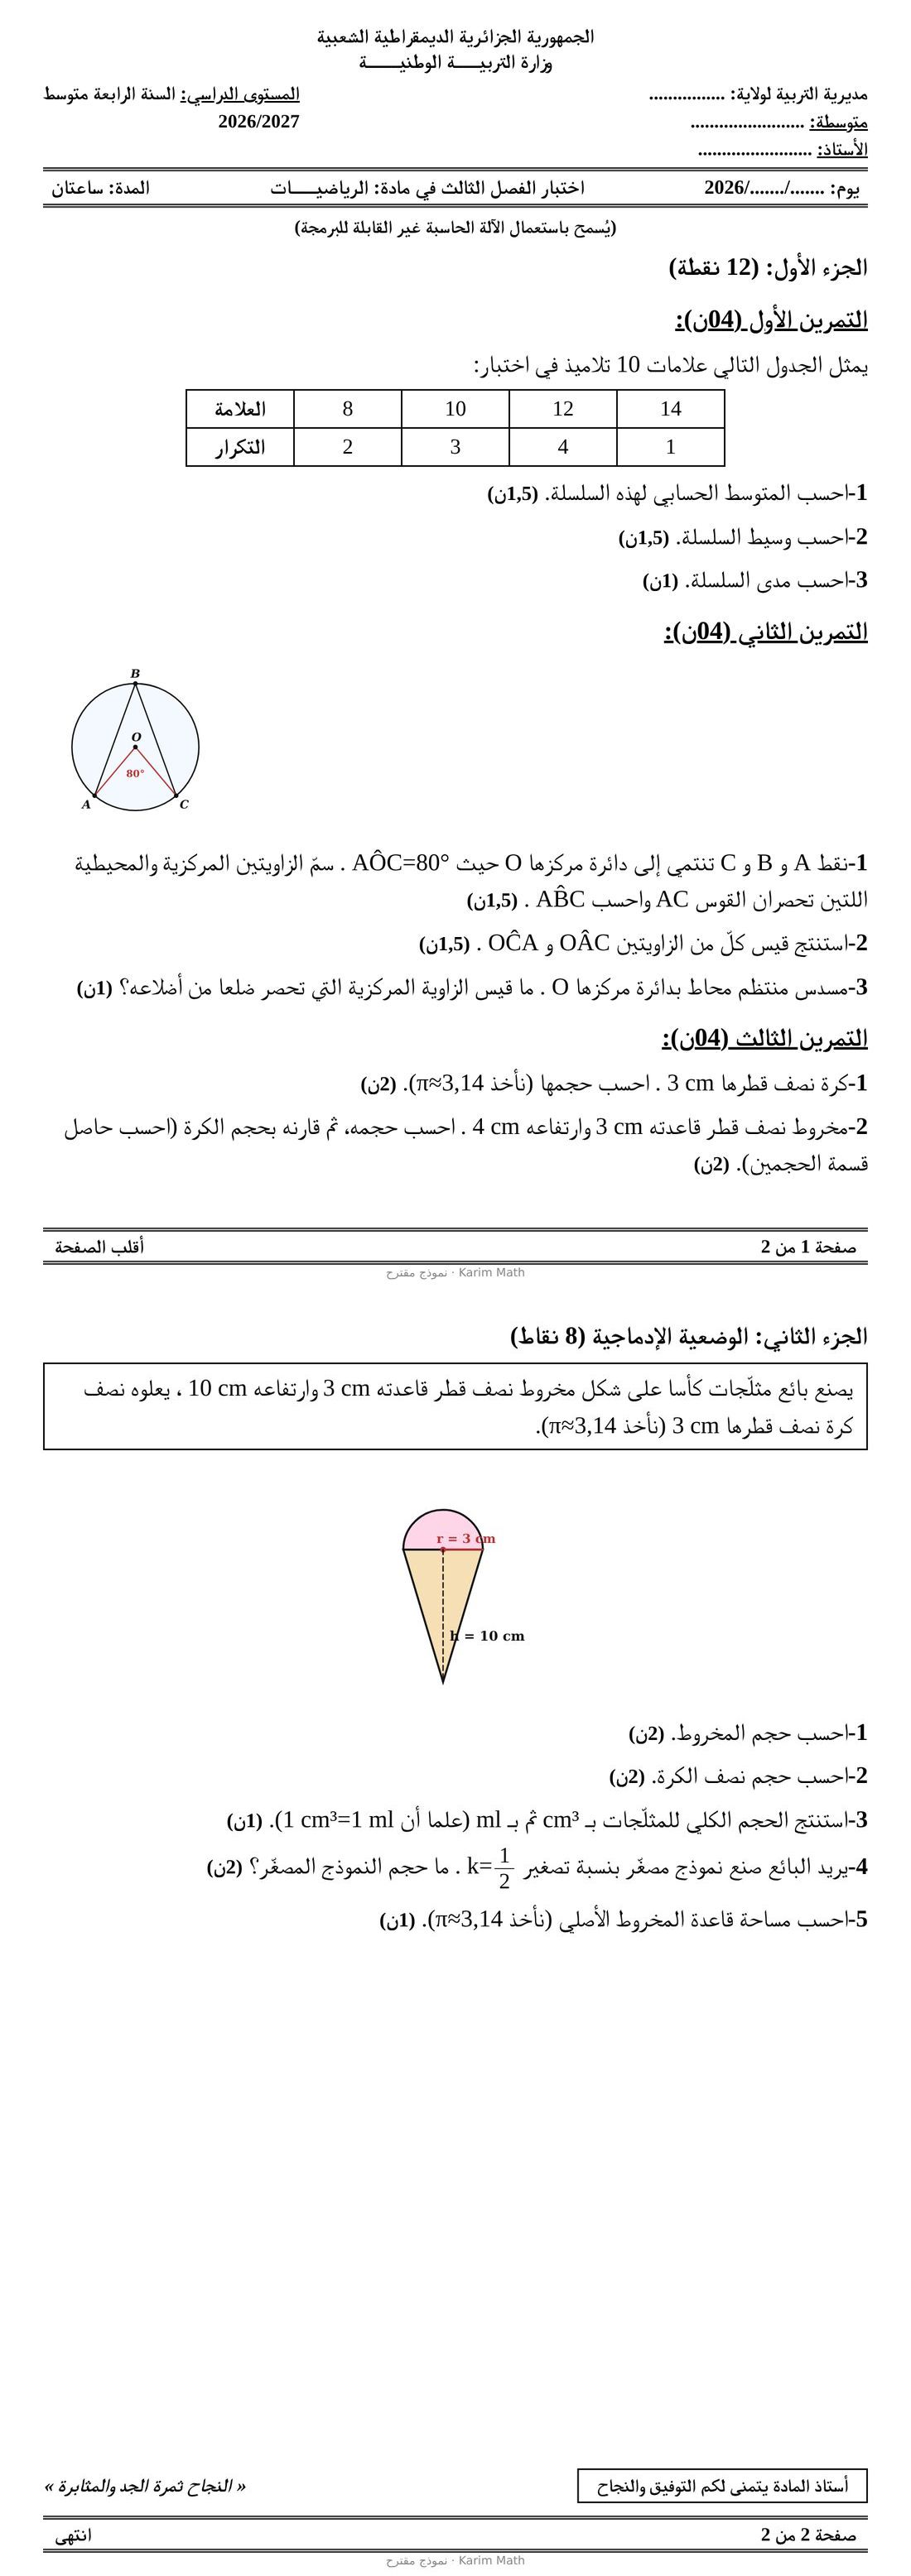 الجمهورية الجزائرية الديمقراطية الشعبية
وزارة التربيــــة الوطنيــــــة
مديرية التربية لولاية: ................
المستوى الدراسي: السنة الرابعة متوسط
متوسطة: ........................
2026/2027
الأستاذ: ........................
يوم: ......./......./2026
اختبار الفصل الثالث في مادة: الرياضيـــــات
المدة: ساعتان
(يُسمح باستعمال الآلة الحاسبة غير القابلة للبرمجة)
الجزء الأول: (12 نقطة)
التمرين الأول (04ن):
يمثل الجدول التالي علامات 10 تلاميذ في اختبار:
العلامة 8 10 12 14
التكرار 2 3 4 1
1-احسب المتوسط الحسابي لهذه السلسلة. (1,5ن)
2-احسب وسيط السلسلة. (1,5ن)
3-احسب مدى السلسلة. (1ن)
التمرين الثاني (04ن):
B
O
80°
A
C
1-نقط A و B و C تنتمي إلى دائرة مركزها O حيث AÔC=80° . سمّ الزاويتين المركزية والمحيطية
اللتين تحصران القوس AC واحسب AB̂C . (1,5ن)
2-استنتج قيس كلّ من الزاويتين OÂC و OĈA . (1,5ن)
3-مسدس منتظم محاط بدائرة مركزها O . ما قيس الزاوية المركزية التي تحصر ضلعا من أضلاعه؟ (1ن)
التمرين الثالث (04ن):
1-كرة نصف قطرها 3 cm . احسب حجمها (نأخذ π≈3,14). (2ن)
2-مخروط نصف قطر قاعدته 3 cm وارتفاعه 4 cm . احسب حجمه، ثم قارنه بحجم الكرة (احسب حاصل
قسمة الحجمين). (2ن)
صفحة 1 من 2
أقلب الصفحة
نموذج مقترح · Karim Math
الجزء الثاني: الوضعية الإدماجية (8 نقاط)
يصنع بائع مثلّجات كأسا على شكل مخروط نصف قطر قاعدته 3 cm وارتفاعه 10 cm ، يعلوه نصف
كرة نصف قطرها 3 cm (نأخذ π≈3,14).
r = 3 cm
h = 10 cm
1-احسب حجم المخروط. (2ن)
2-احسب حجم نصف الكرة. (2ن)
3-استنتج الحجم الكلي للمثلّجات بـ cm³ ثم بـ ml (علما أن 1 cm³=1 ml). (1ن)
4-يريد البائع صنع نموذج مصغّر بنسبة تصغير k=1/2 . ما حجم النموذج المصغّر؟ (2ن)
5-احسب مساحة قاعدة المخروط الأصلي (نأخذ π≈3,14). (1ن)
أستاذ المادة يتمنى لكم التوفيق والنجاح
« النجاح ثمرة الجد والمثابرة »
صفحة 2 من 2
انتهى
نموذج مقترح · Karim Math